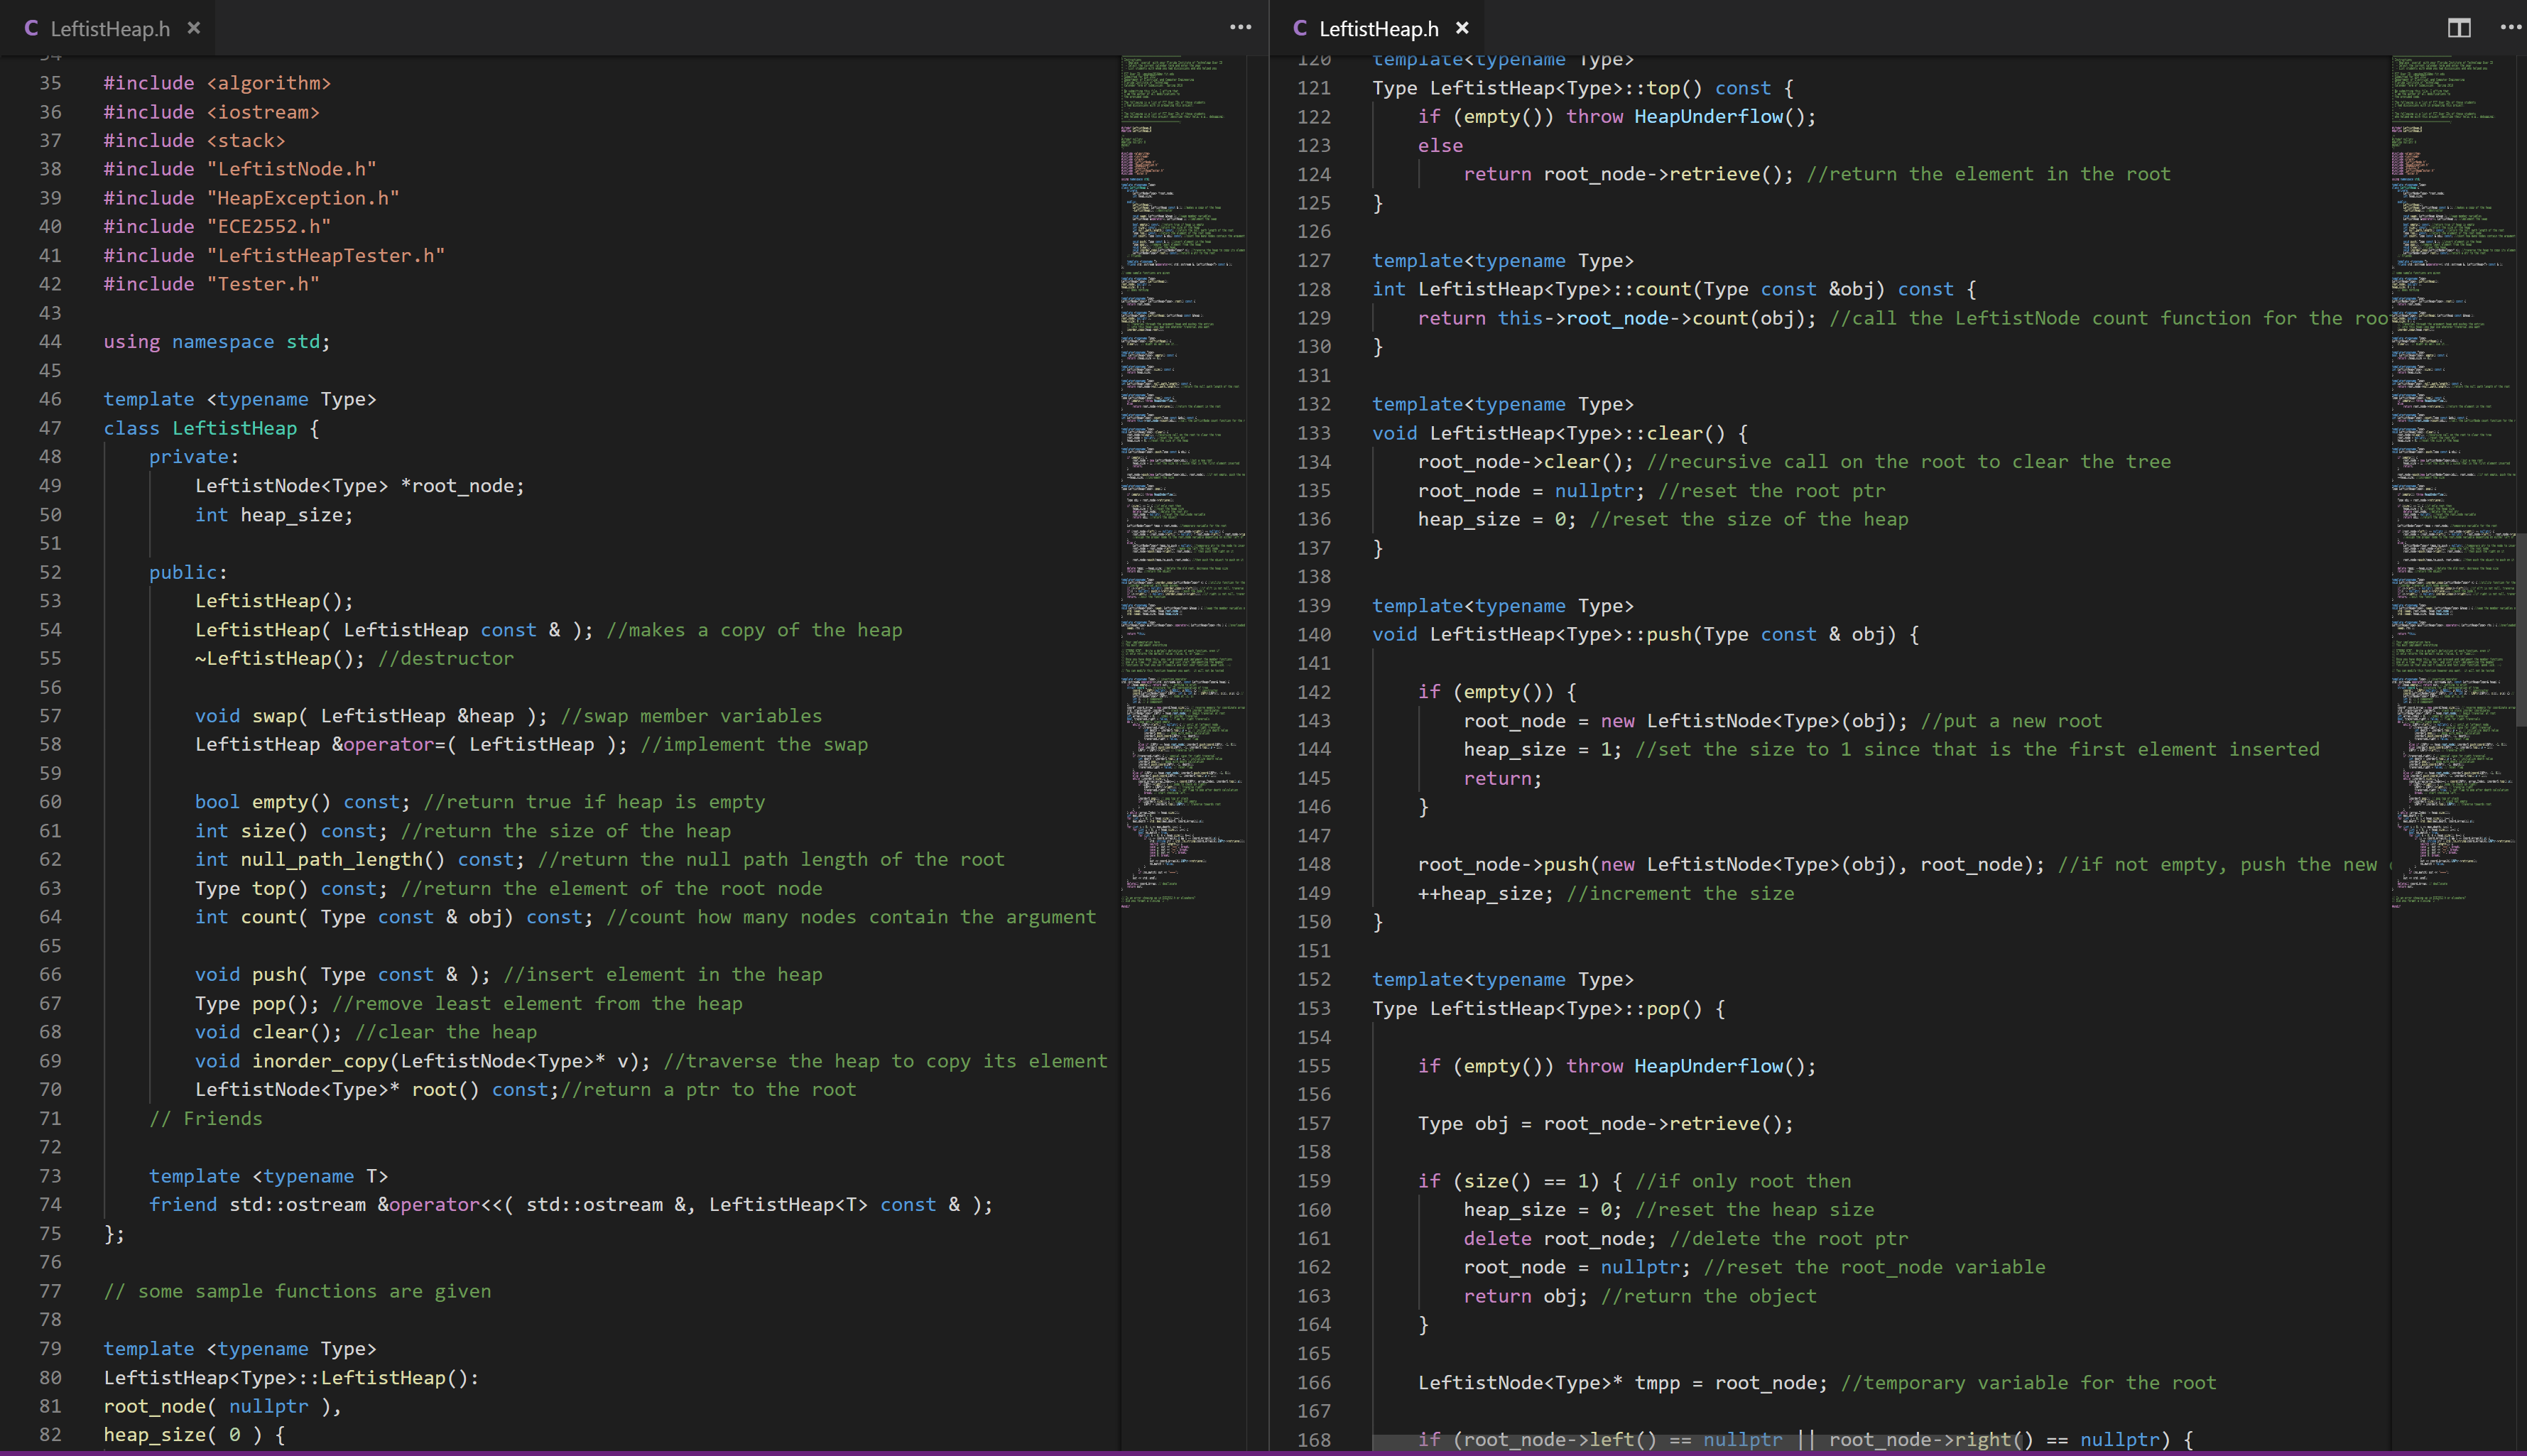 LeftistHeap.h
35 #include <algorithm>
36 #include <iostream>
37 #include <stack>
38 #include "LeftistNode.h"
39 #include "HeapException.h"
40 #include "ECE2552.h"
41 #include "LeftistHeapTester.h"
42 #include "Tester.h"
43
44 using namespace std;
45
46 template <typename Type>
47 class LeftistHeap {
48 private:
49 LeftistNode<Type> *root_node;
50 int heap_size;
51
52 public:
53 LeftistHeap();
54 LeftistHeap( LeftistHeap const & ); //makes a copy of the heap
55 ~LeftistHeap(); //destructor
56
57 void swap( LeftistHeap &heap ); //swap member variables
58 LeftistHeap &operator=( LeftistHeap ); //implement the swap
59
60 bool empty() const; //return true if heap is empty
61 int size() const; //return the size of the heap
62 int null_path_length() const; //return the null path length of the root
63 Type top() const; //return the element of the root node
64 int count( Type const & obj) const; //count how many nodes contain the argument
65
66 void push( Type const & ); //insert element in the heap
67 Type pop(); //remove least element from the heap
68 void clear(); //clear the heap
69 void inorder_copy(LeftistNode<Type>* v); //traverse the heap to copy its element
70 LeftistNode<Type>* root() const;//return a ptr to the root
71 // Friends
72
73 template <typename T>
74 friend std::ostream &operator<<( std::ostream &, LeftistHeap<T> const & );
75 };
76
77 // some sample functions are given
78
79 template <typename Type>
80 LeftistHeap<Type>::LeftistHeap():
81 root_node( nullptr ),
82 heap_size( 0 ) {
LeftistHeap.h
120 template<typename Type>
121 Type LeftistHeap<Type>::top() const {
122 if (empty()) throw HeapUnderflow();
123 else
124 return root_node->retrieve(); //return the element in the root
125 }
126
127 template<typename Type>
128 int LeftistHeap<Type>::count(Type const &obj) const {
129 return this->root_node->count(obj); //call the LeftistNode count function for the roo
130 }
131
132 template<typename Type>
133 void LeftistHeap<Type>::clear() {
134 root_node->clear(); //recursive call on the root to clear the tree
135 root_node = nullptr; //reset the root ptr
136 heap_size = 0; //reset the size of the heap
137 }
138
139 template<typename Type>
140 void LeftistHeap<Type>::push(Type const & obj) {
141
142 if (empty()) {
143 root_node = new LeftistNode<Type>(obj); //put a new root
144 heap_size = 1; //set the size to 1 since that is the first element inserted
145 return;
146 }
147
148 root_node->push(new LeftistNode<Type>(obj), root_node); //if not empty, push the new
149 ++heap_size; //increment the size
150 }
151
152 template<typename Type>
153 Type LeftistHeap<Type>::pop() {
154
155 if (empty()) throw HeapUnderflow();
156
157 Type obj = root_node->retrieve();
158
159 if (size() == 1) { //if only root then
160 heap_size = 0; //reset the heap size
161 delete root_node; //delete the root ptr
162 root_node = nullptr; //reset the root_node variable
163 return obj; //return the object
164 }
165
166 LeftistNode<Type>* tmpp = root_node; //temporary variable for the root
167
168 if (root_node->left() == nullptr || root_node->right() == nullptr) {